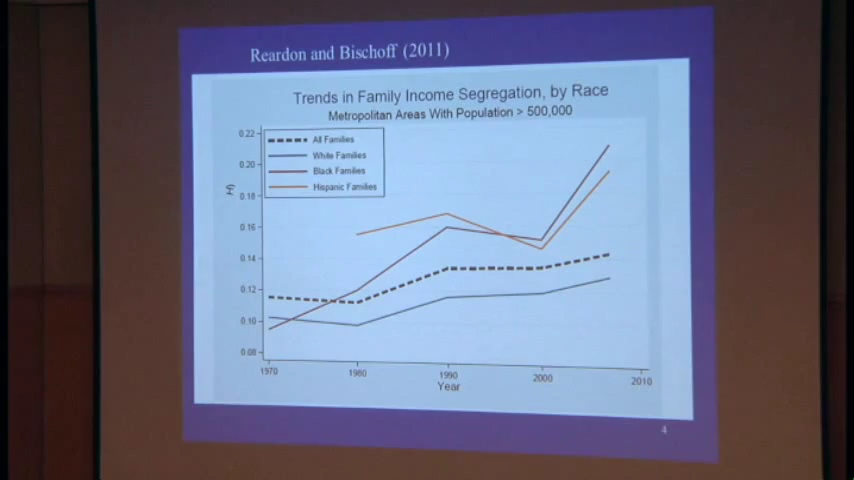 Reardon and Bischoff (2011)
Trends in Family Income Segregation, by Race
Metropolitan Areas With Population > 500,000
0.22
0.20
0.18
0.16
0.14
0.12
0.10
0.08
All Families
White Families
Black Families
Hispanic Families
1970
1980
1990
2000
2010
Year
4